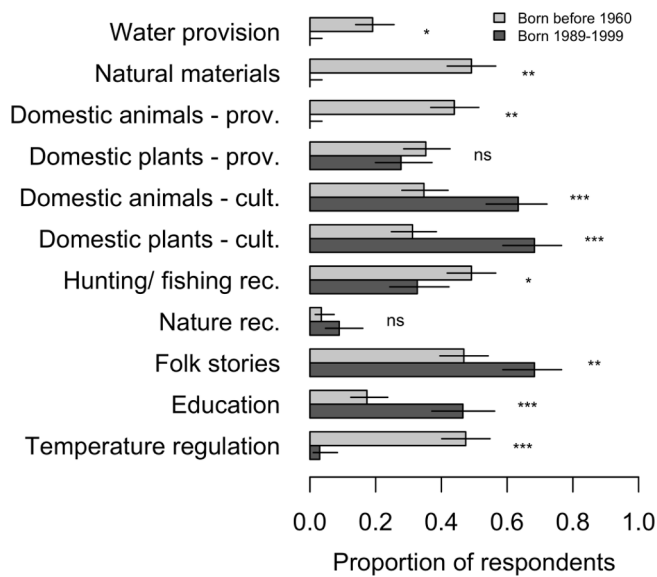 Born before 1960
Born 1989-1999
Water provision *
Natural materials **
Domestic animals - prov. **
Domestic plants - prov. ns
Domestic animals - cult. ***
Domestic plants - cult. ***
Hunting/ fishing rec. *
Nature rec. ns
Folk stories **
Education ***
Temperature regulation ***
0.0 0.2 0.4 0.6 0.8 1.0
Proportion of respondents